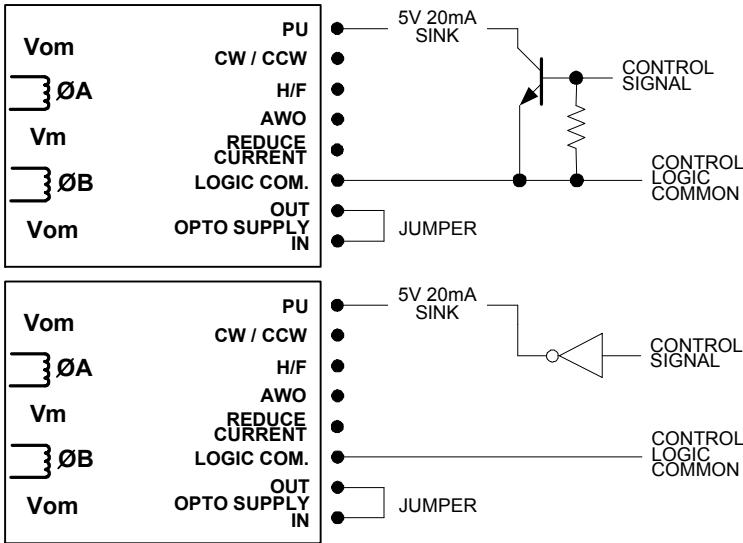 PU
5V 20mA
SINK
Vom
CW / CCW
CONTROL
SIGNAL
ØA
H/F
AWO
Vm
REDUCE
CURRENT
ØB
LOGIC COM.
CONTROL
LOGIC
COMMON
OUT
OPTO SUPPLY
IN
JUMPER
Vom
PU
5V 20mA
SINK
Vom
CW / CCW
CONTROL
SIGNAL
ØA
H/F
AWO
Vm
REDUCE
CURRENT
ØB
LOGIC COM.
CONTROL
LOGIC
COMMON
OUT
OPTO SUPPLY
IN
JUMPER
Vom